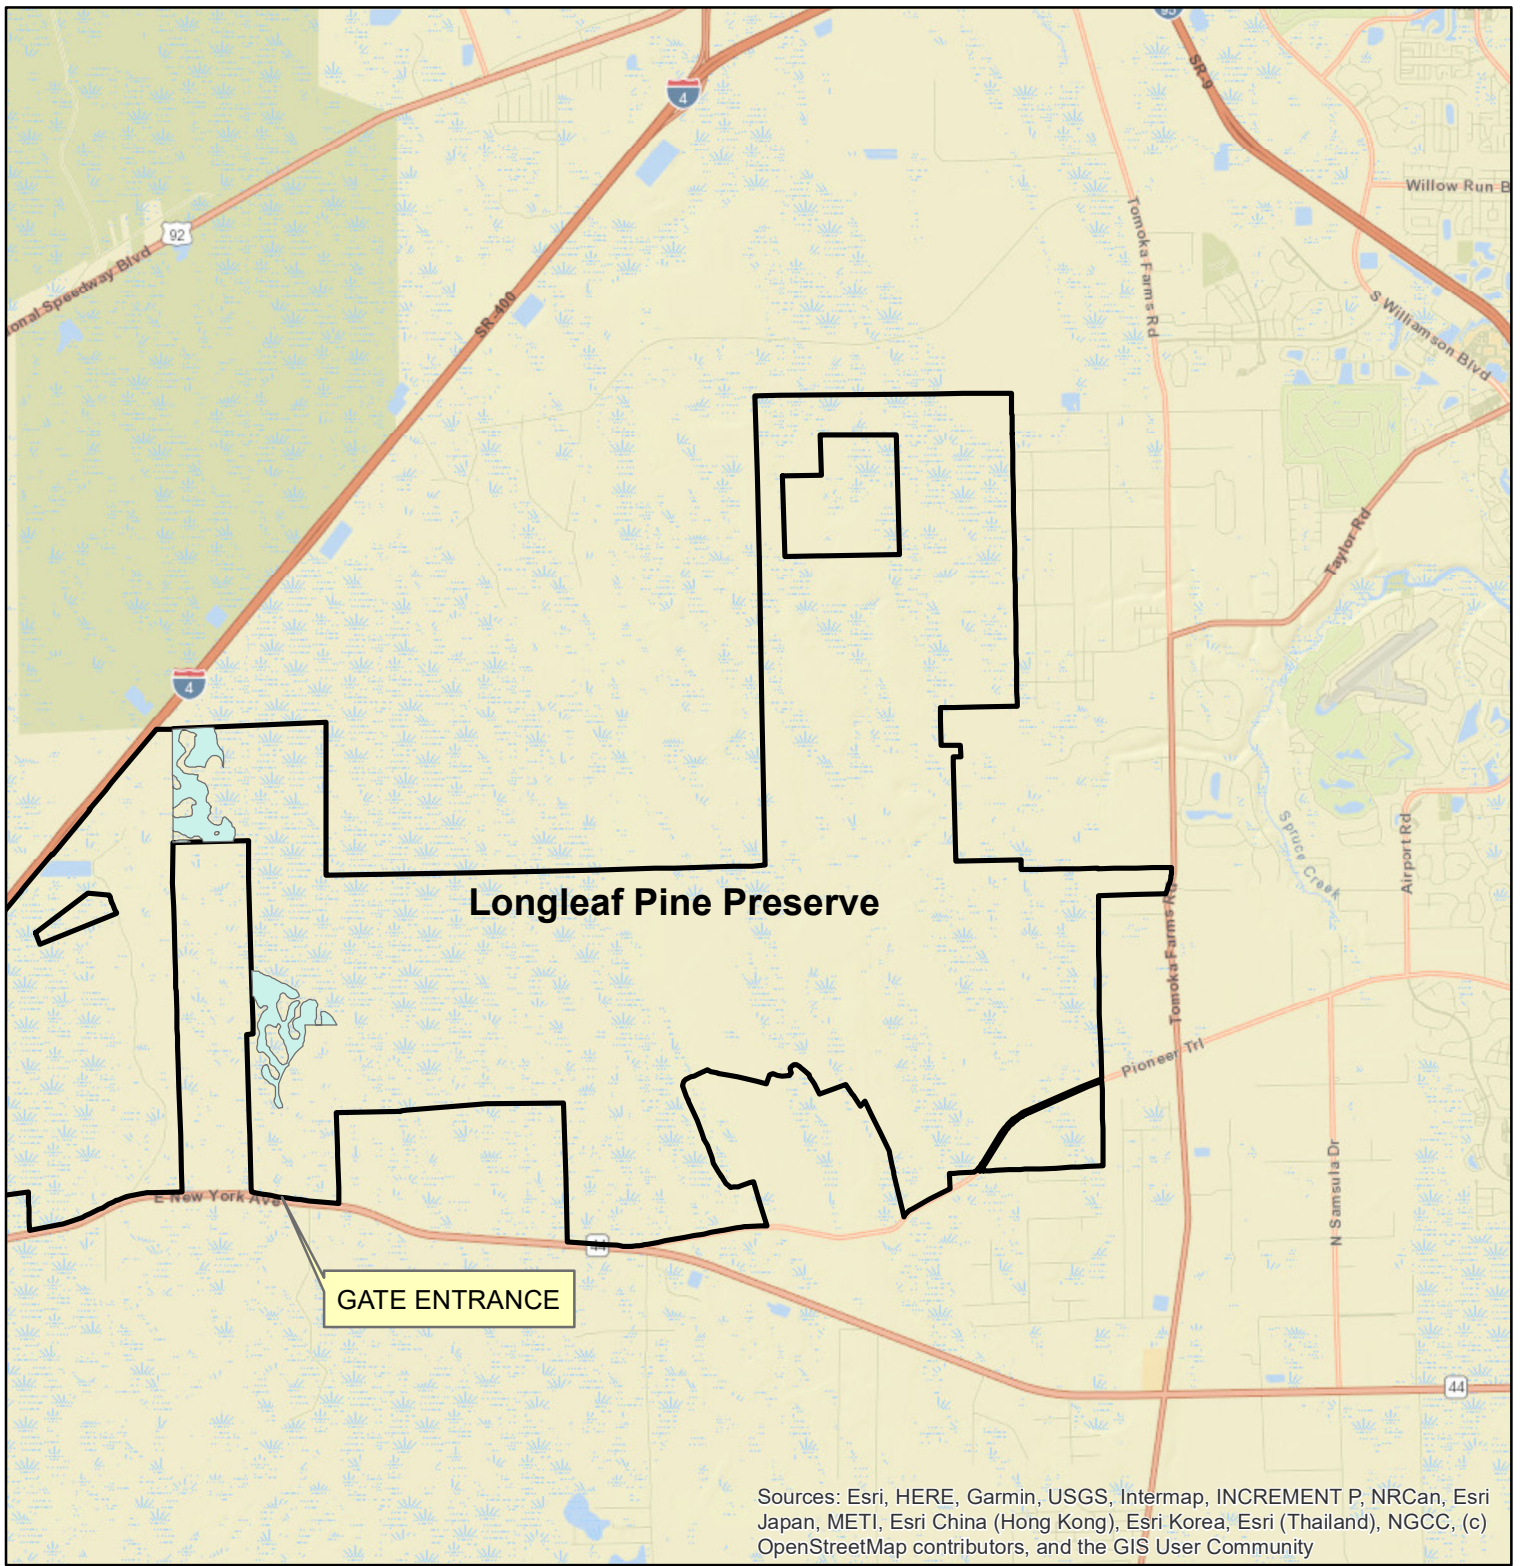 95
SR-9
4
Willow Run B
92
onal Speedway Blvd
Tomoka Farms Rd
SR-400
S Williamson Blvd
Taylor Rd
4
Spruce Creek
Airport Rd
Longleaf Pine Preserve
Tomoka Farms Rd
Pioneer Trl
N Samsula Dr
E New York Ave
44
GATE ENTRANCE
44
Sources: Esri, HERE, Garmin, USGS, Intermap, INCREMENT P, NRCan, Esri
Japan, METI, Esri China (Hong Kong), Esri Korea, Esri (Thailand), NGCC, (c)
OpenStreetMap contributors, and the GIS User Community